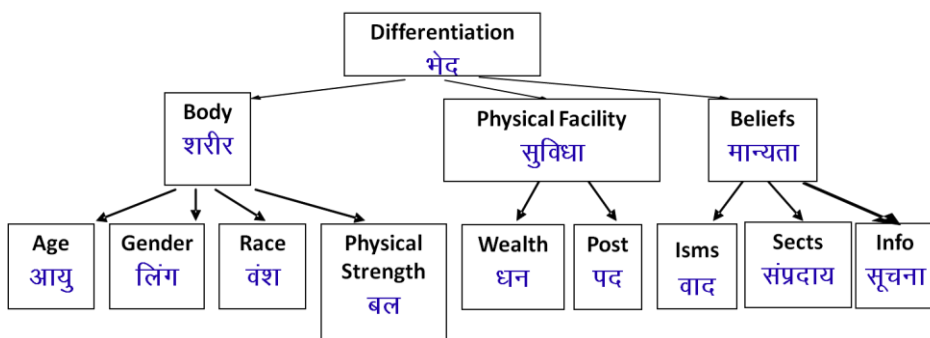 Differentiation
भेद
Body
शरीर
Physical Facility
सुविधा
Beliefs
मान्यता
Age
आयु
Gender
लिंग
Race
वंश
Physical
Strength
बल
Wealth
धन
Post
पद
Isms
वाद
Sects
संप्रदाय
Info
सूचना